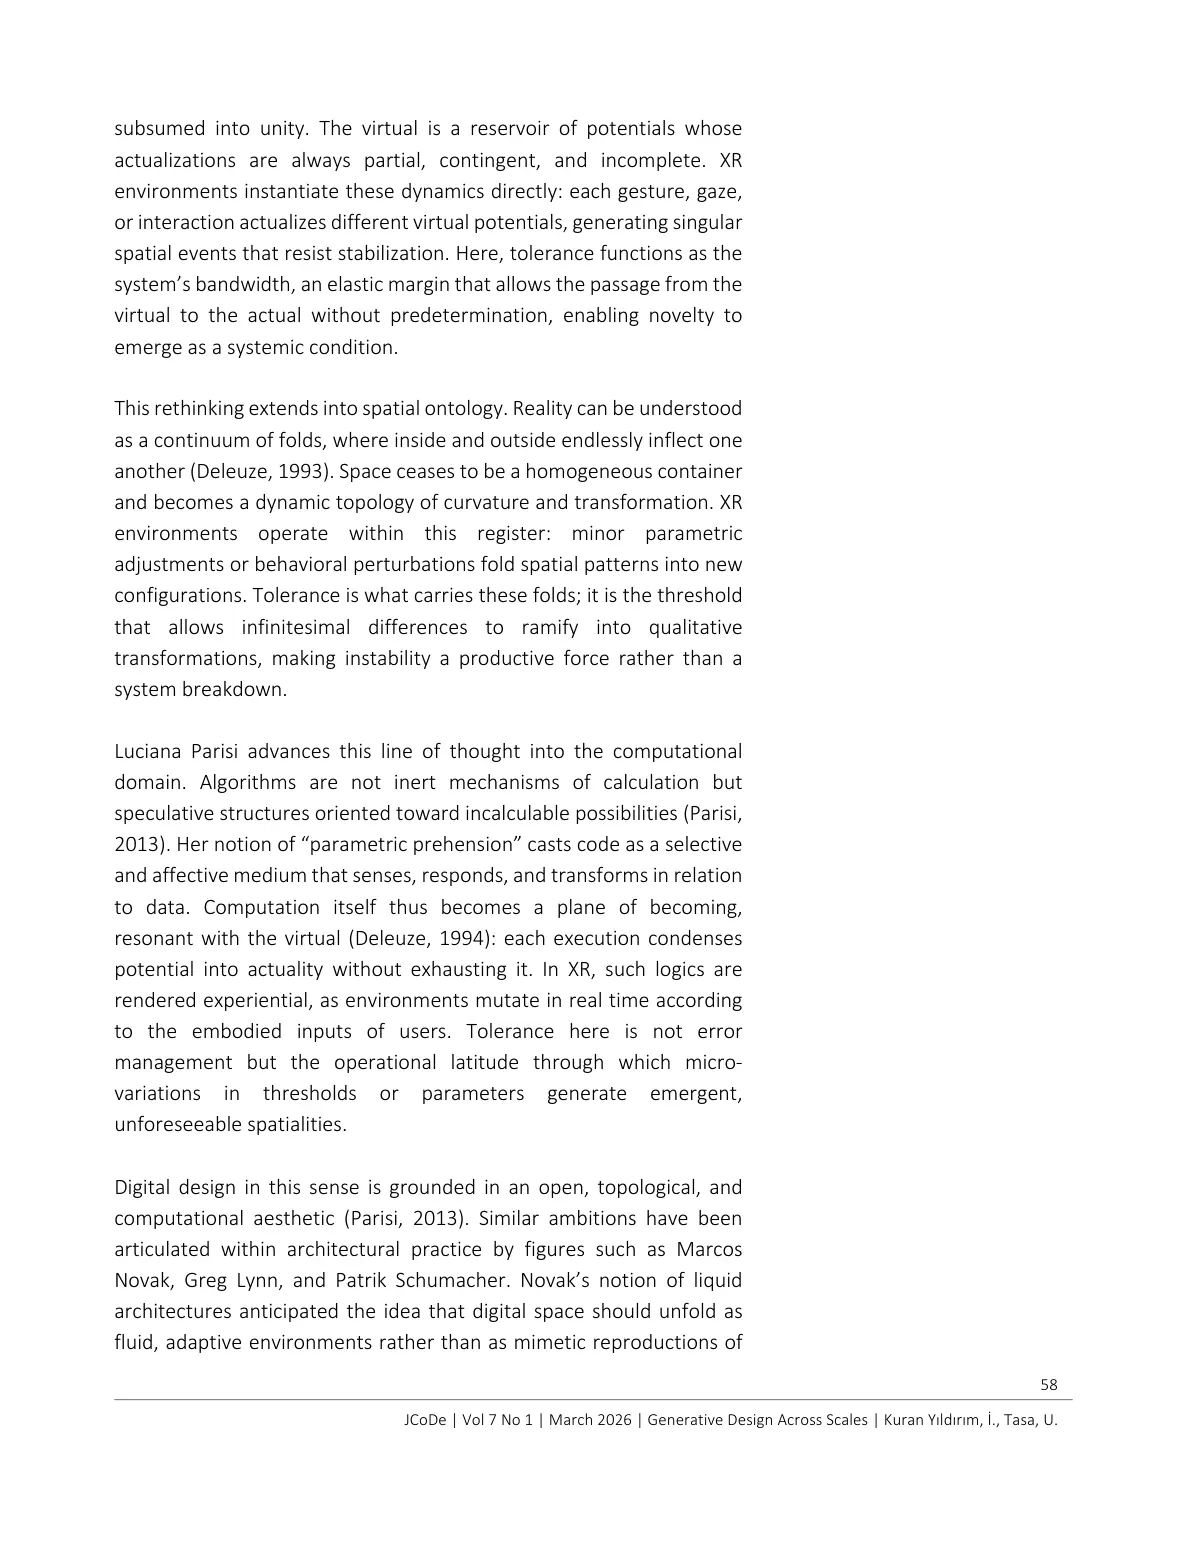 subsumed into unity. The virtual is a reservoir of potentials whose
actualizations are always partial, contingent, and incomplete. XR
environments instantiate these dynamics directly: each gesture, gaze,
or interaction actualizes different virtual potentials, generating singular
spatial events that resist stabilization. Here, tolerance functions as the
system’s bandwidth, an elastic margin that allows the passage from the
virtual to the actual without predetermination, enabling novelty to
emerge as a systemic condition.
This rethinking extends into spatial ontology. Reality can be understood
as a continuum of folds, where inside and outside endlessly inflect one
another (Deleuze, 1993). Space ceases to be a homogeneous container
and becomes a dynamic topology of curvature and transformation. XR
environments operate within this register: minor parametric
adjustments or behavioral perturbations fold spatial patterns into new
configurations. Tolerance is what carries these folds; it is the threshold
that allows infinitesimal differences to ramify into qualitative
transformations, making instability a productive force rather than a
system breakdown.
Luciana Parisi advances this line of thought into the computational
domain. Algorithms are not inert mechanisms of calculation but
speculative structures oriented toward incalculable possibilities (Parisi,
2013). Her notion of “parametric prehension” casts code as a selective
and affective medium that senses, responds, and transforms in relation
to data. Computation itself thus becomes a plane of becoming,
resonant with the virtual (Deleuze, 1994): each execution condenses
potential into actuality without exhausting it. In XR, such logics are
rendered experiential, as environments mutate in real time according
to the embodied inputs of users. Tolerance here is not error
management but the operational latitude through which micro-
variations in thresholds or parameters generate emergent,
unforeseeable spatialities.
Digital design in this sense is grounded in an open, topological, and
computational aesthetic (Parisi, 2013). Similar ambitions have been
articulated within architectural practice by figures such as Marcos
Novak, Greg Lynn, and Patrik Schumacher. Novak’s notion of liquid
architectures anticipated the idea that digital space should unfold as
fluid, adaptive environments rather than as mimetic reproductions of
58
JCoDe | Vol 7 No 1 | March 2026 | Generative Design Across Scales | Kuran Yıldırım, İ., Tasa, U.